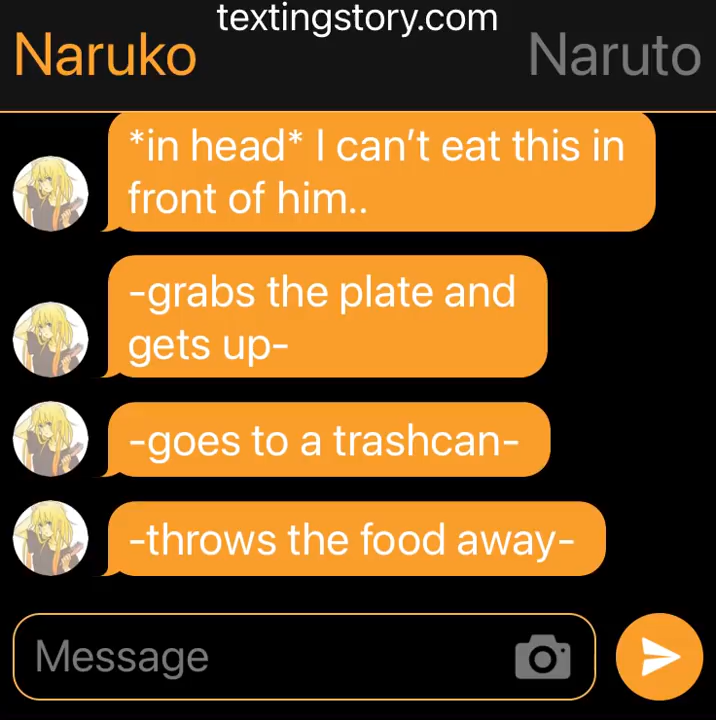 textingstory.com
Naruko
Naruto
*in head* I can’t eat this in
front of him..
-grabs the plate and
gets up-
-goes to a trashcan-
-throws the food away-
Message